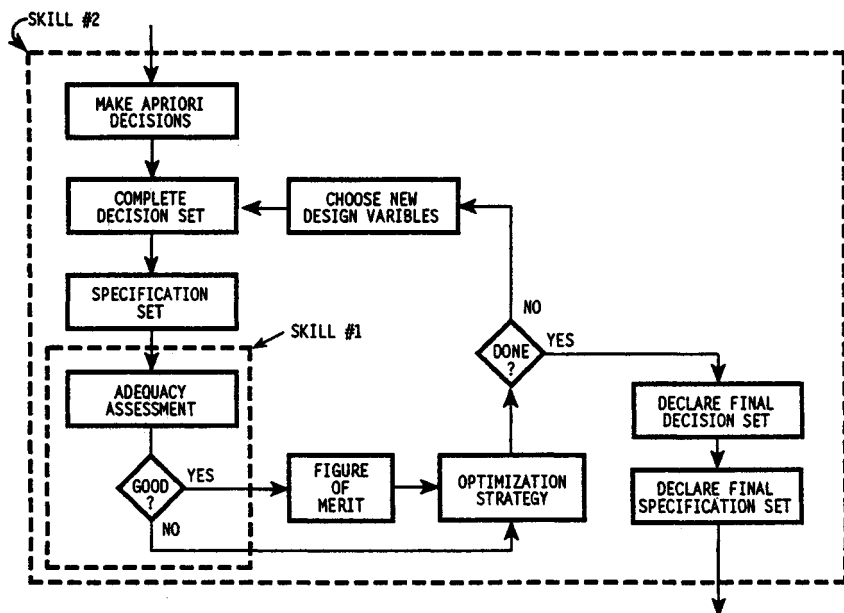 SKILL #2
MAKE APRIORI
DECISIONS
COMPLETE
DECISION SET
CHOOSE NEW
DESIGN VARIBLES
SPECIFICATION
SET
SKILL #1
NO
DONE
?
YES
ADEQUACY
ASSESSMENT
DECLARE FINAL
DECISION SET
GOOD
?
YES
NO
FIGURE
OF
MERIT
OPTIMIZATION
STRATEGY
DECLARE FINAL
SPECIFICATION SET